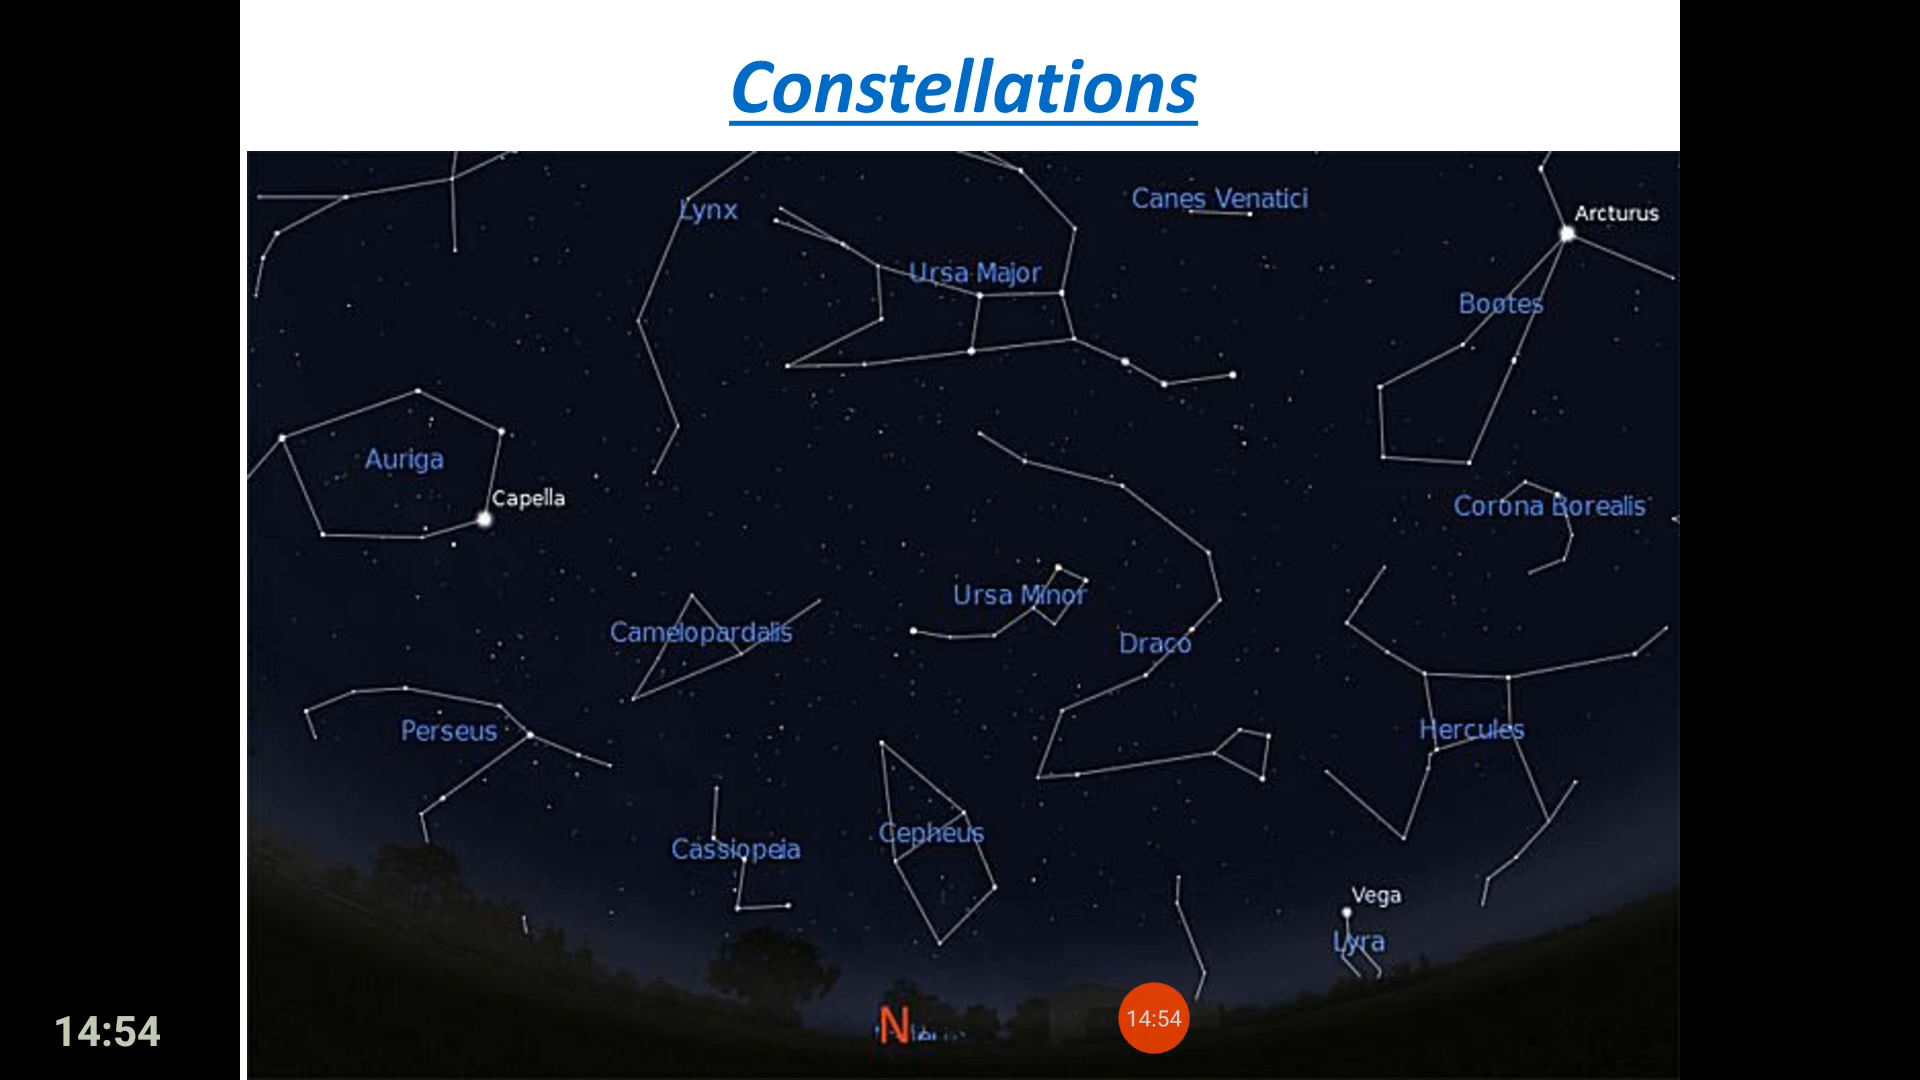 Constellations
Lynx
Canes Venatici
Arcturus
Ursa Major
Bootes
Auriga
Capella
Corona Borealis
Ursa Minor
Camelopardalis
Draco
Perseus
Hercules
Cassiopeia
Cepheus
Vega
Lyra
N
14:54
14:54